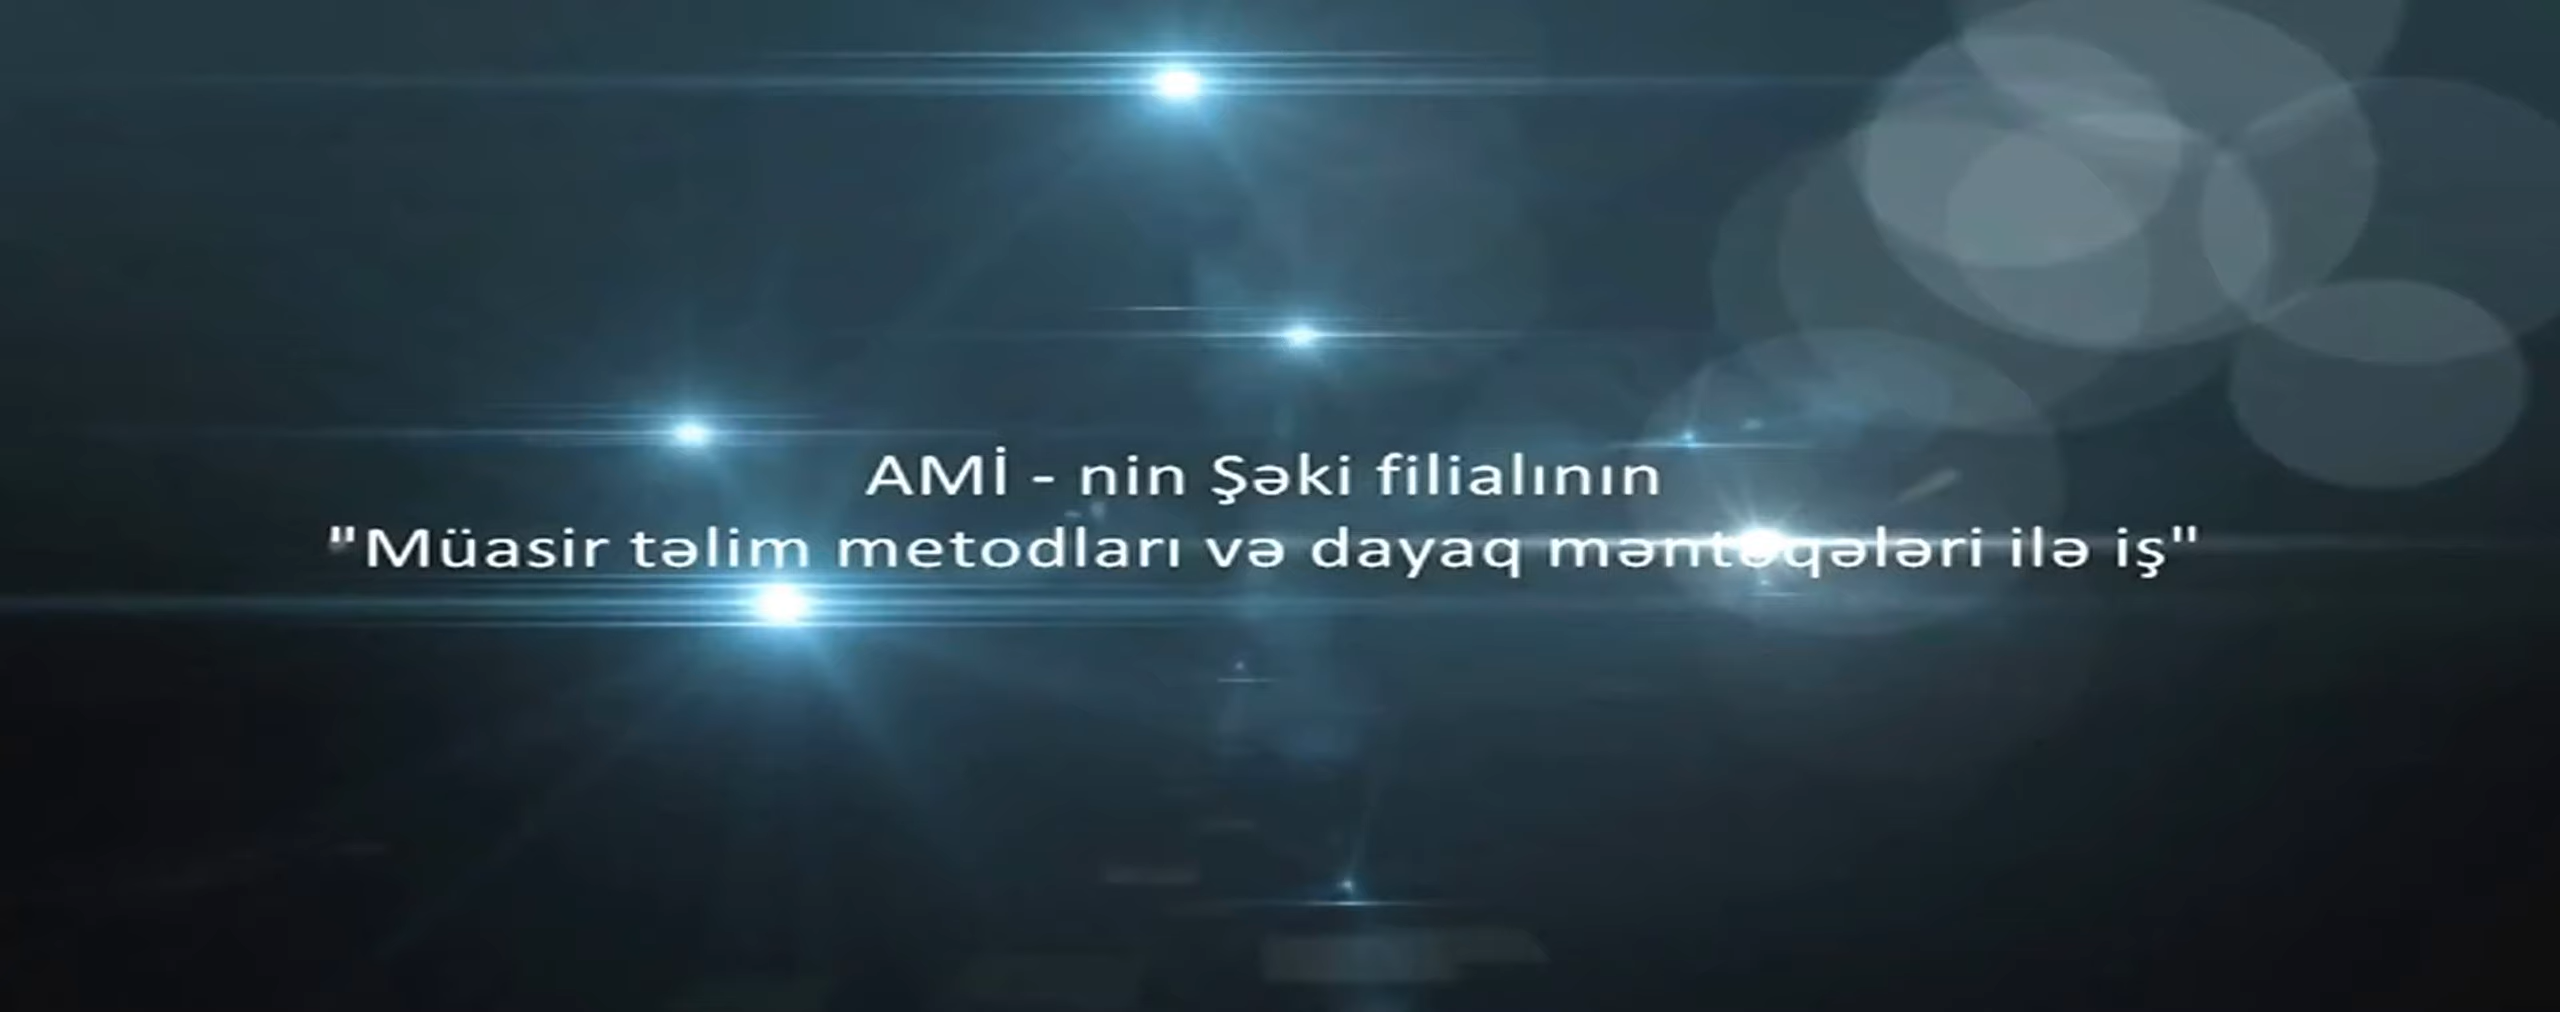 AMİ - nin Şəki filialının
"Müasir təlim metodları və dayaq məntəqələri ilə iş"